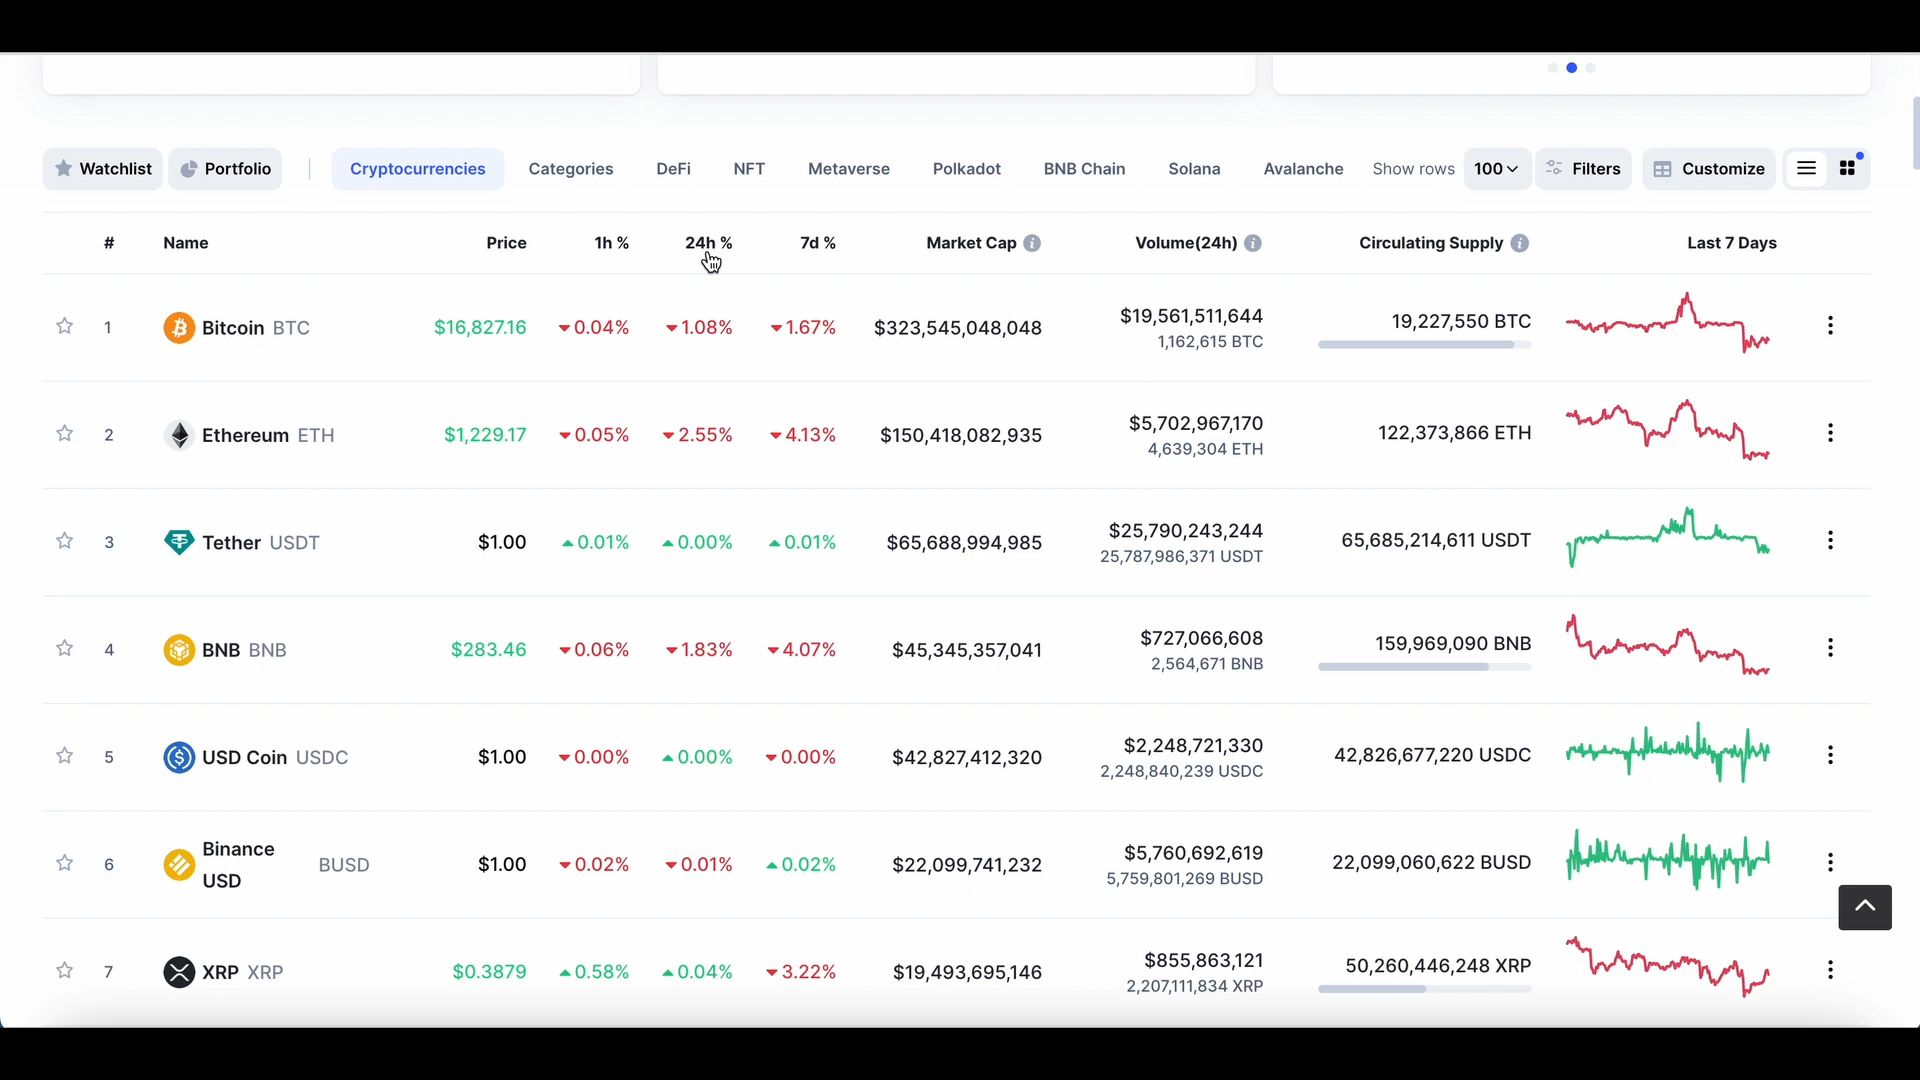 Watchlist Portfolio Cryptocurrencies Categories DeFi NFT Metaverse Polkadot BNB Chain Solana Avalanche Show rows 100 Filters Customize
# Name Price 1h % 24h % 7d % Market Cap Volume(24h) Circulating Supply Last 7 Days
1 Bitcoin BTC $16,827.16 0.04% 1.08% 1.67% $323,545,048,048 $19,561,511,644 19,227,550 BTC
1,162,615 BTC
2 Ethereum ETH $1,229.17 0.05% 2.55% 4.13% $150,418,082,935 $5,702,967,170 122,373,866 ETH
4,639,304 ETH
3 Tether USDT $1.00 0.01% 0.00% 0.01% $65,688,994,985 $25,790,243,244 65,685,214,611 USDT
25,787,986,371 USDT
4 BNB BNB $283.46 0.06% 1.83% 4.07% $45,345,357,041 $727,066,608 159,969,090 BNB
2,564,671 BNB
5 USD Coin USDC $1.00 0.00% 0.00% 0.00% $42,827,412,320 $2,248,721,330 42,826,677,220 USDC
2,248,840,239 USDC
6 Binance USD BUSD $1.00 0.02% 0.01% 0.02% $22,099,741,232 $5,760,692,619 22,099,060,622 BUSD
5,759,801,269 BUSD
7 XRP XRP $0.3879 0.58% 0.04% 3.22% $19,493,695,146 $855,863,121 50,260,446,248 XRP
2,207,111,834 XRP